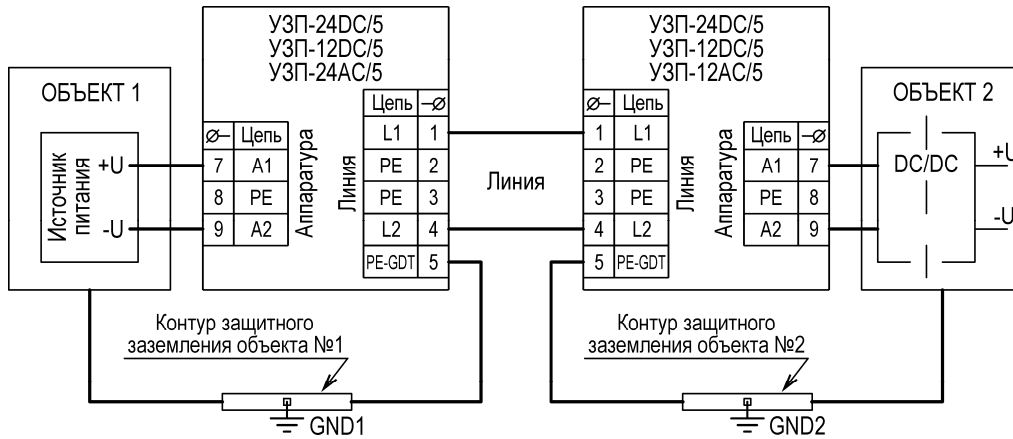 УЗП-24DC/5
УЗП-12DC/5
УЗП-24AC/5
УЗП-24DC/5
УЗП-12DC/5
УЗП-12AC/5
ОБЪЕКТ 1
Источник
питания
+U
-U
Цепь
7 A1
8 PE
9 A2
Аппаратура
Линия
Цепь
L1 1
PE 2
PE 3
L2 4
PE-GDT 5
Линия
Цепь
1 L1
2 PE
3 PE
4 L2
5 PE-GDT
Линия
Аппаратура
Цепь
A1 7
PE 8
A2 9
ОБЪЕКТ 2
DC/DC
+U
-U
Контур защитного
заземления объекта №1
GND1
Контур защитного
заземления объекта №2
GND2